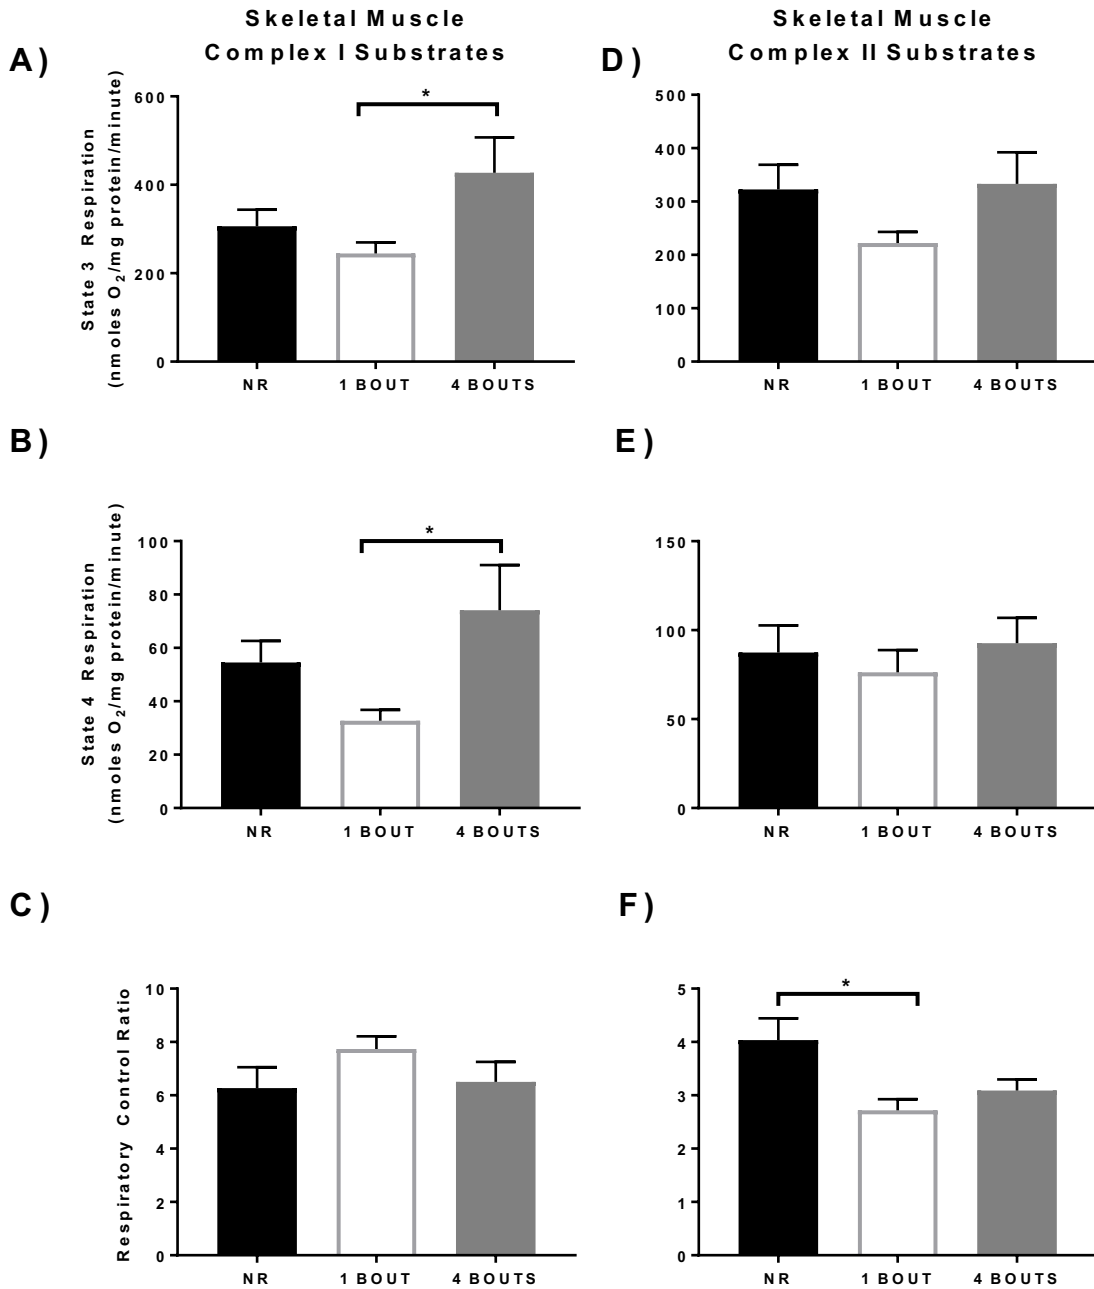 Skeletal Muscle
Complex I Substrates
A)
State 3 Respiration
(nmoles O2/mg protein/minute)
600
400
200
0
*
NR 1 BOUT 4 BOUTS
Skeletal Muscle
Complex II Substrates
D)
500
400
300
200
100
0
NR 1 BOUT 4 BOUTS
B)
State 4 Respiration
(nmoles O2/mg protein/minute)
100
80
60
40
20
0
*
NR 1 BOUT 4 BOUTS
E)
150
100
50
0
NR 1 BOUT 4 BOUTS
C)
Respiratory Control Ratio
10
8
6
4
2
0
NR 1 BOUT 4 BOUTS
F)
5
4
3
2
1
0
*
NR 1 BOUT 4 BOUTS